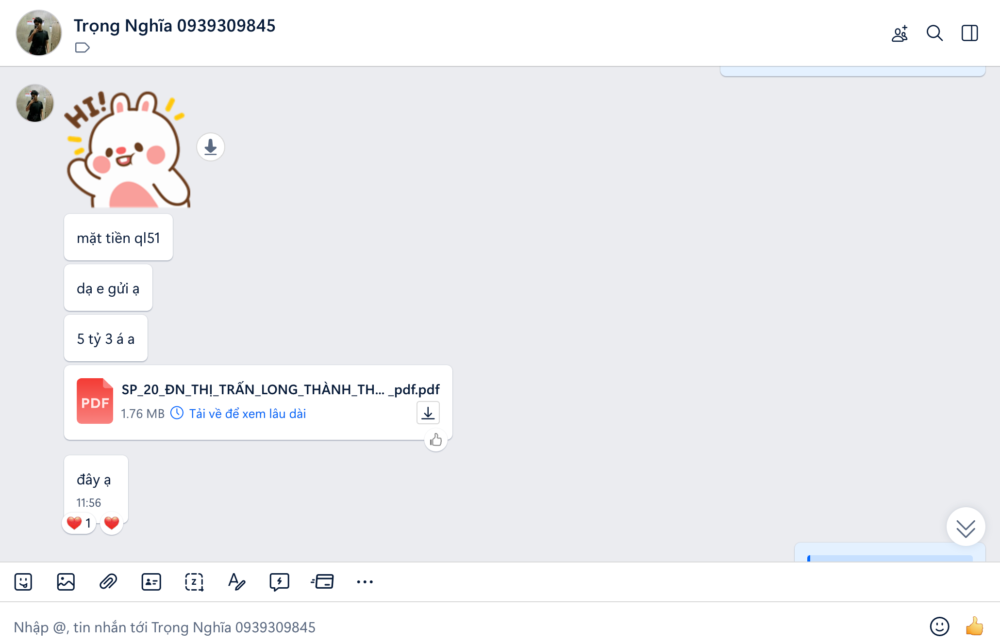 Trọng Nghĩa 0939309845
HI!
mặt tiền ql51
dạ e gửi ạ
5 tỷ 3 á a
PDF
SP_20_ĐN_THỊ_TRẤN_LONG_THÀNH_TH... _pdf.pdf
1.76 MB Tải về để xem lâu dài
đây ạ
11:56
1
Nhập @, tin nhắn tới Trọng Nghĩa 0939309845